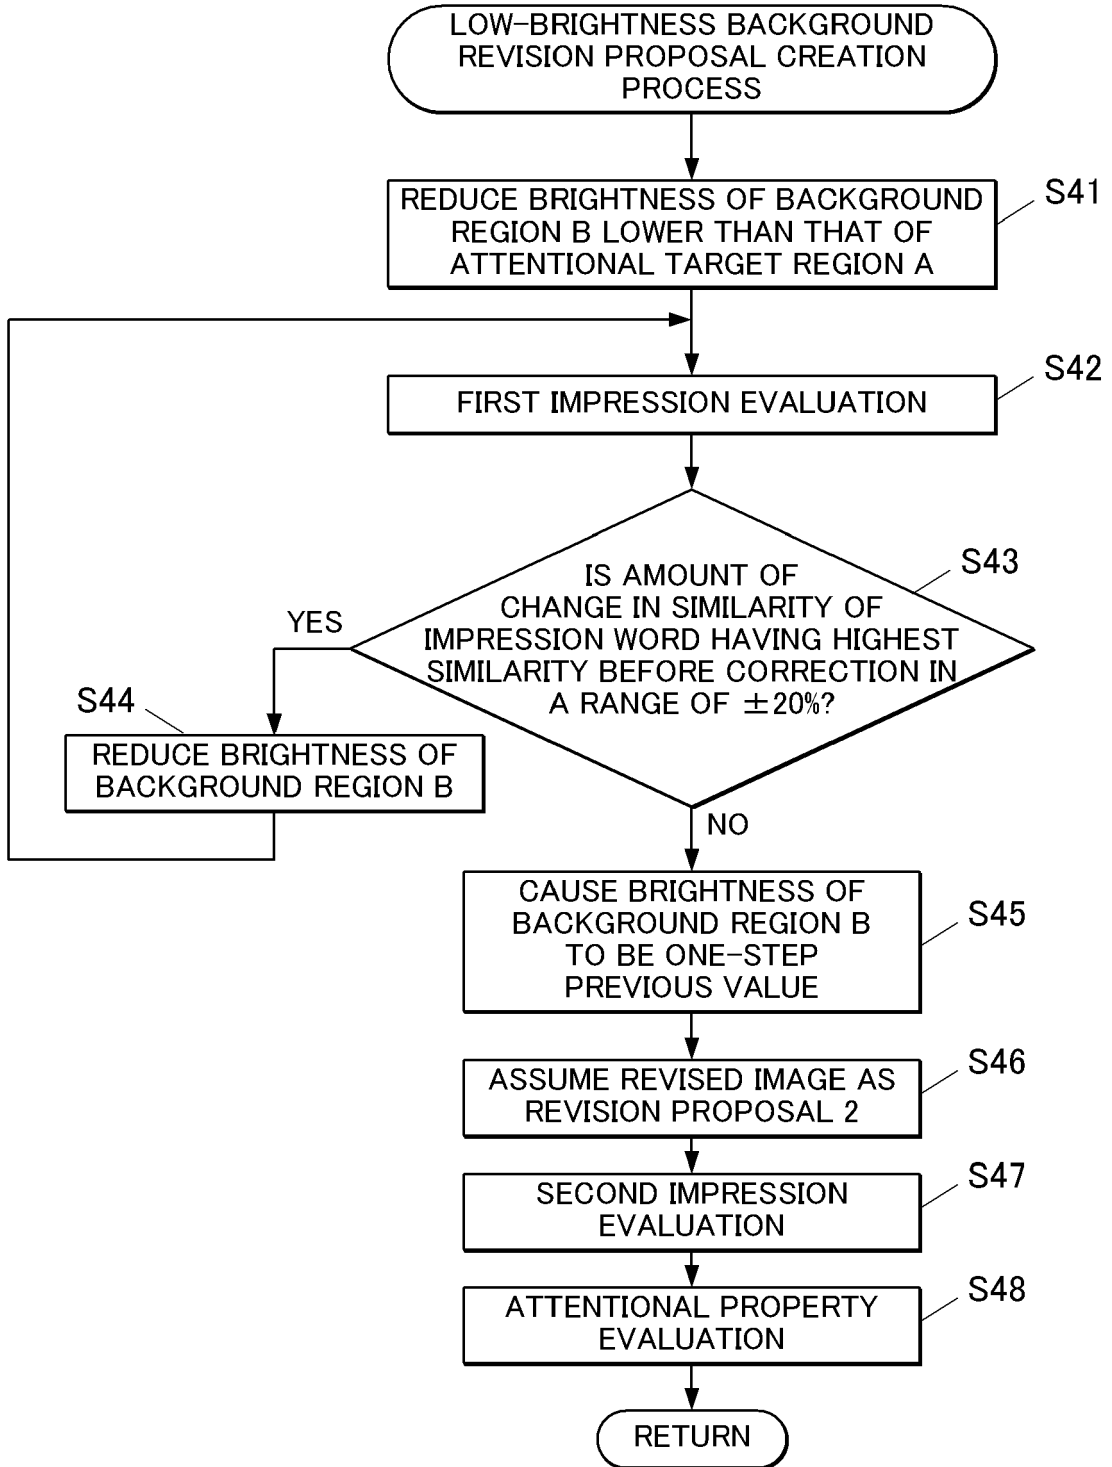 LOW-BRIGHTNESS BACKGROUND
REVISION PROPOSAL CREATION
PROCESS
REDUCE BRIGHTNESS OF BACKGROUND
REGION B LOWER THAN THAT OF
ATTENTIONAL TARGET REGION A
S41
FIRST IMPRESSION EVALUATION
S42
IS AMOUNT OF
CHANGE IN SIMILARITY OF
IMPRESSION WORD HAVING HIGHEST
SIMILARITY BEFORE CORRECTION IN
A RANGE OF ±20%?
S43
YES
S44
REDUCE BRIGHTNESS OF
BACKGROUND REGION B
NO
CAUSE BRIGHTNESS OF
BACKGROUND REGION B
TO BE ONE-STEP
PREVIOUS VALUE
S45
ASSUME REVISED IMAGE AS
REVISION PROPOSAL 2
S46
SECOND IMPRESSION
EVALUATION
S47
ATTENTIONAL PROPERTY
EVALUATION
S48
RETURN